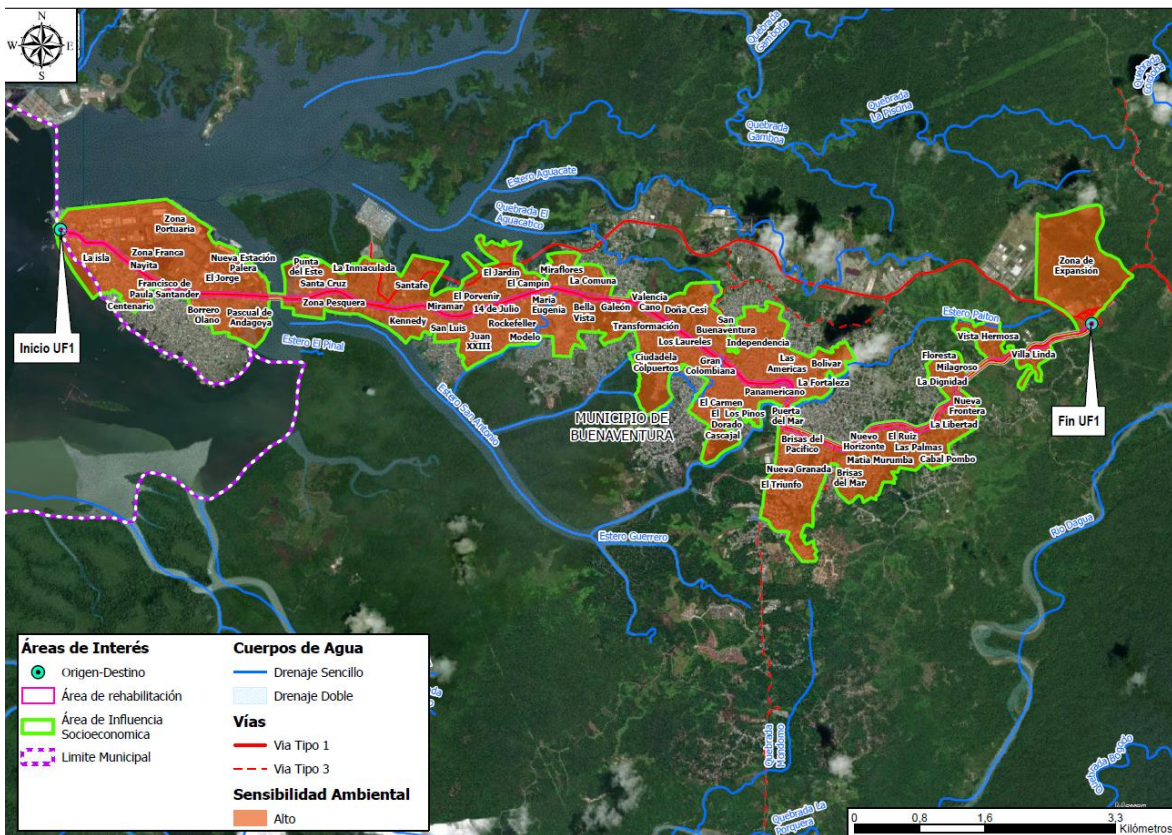 N
W
E
S
Quebrada
Gamboita
Quebrada
La Piscina
Quebrada
Gamboa
Quebrada
Estero Aguacate
Quebrada El
Aguacatico
Zona
Portuaria
La isla
Zona Franca
Nayita
Nueva Estación
Palera
El Jorge
Francisco de
Paula Santander
Centenario
Borrero
Olano
Pascual de
Andagoya
Inicio UF1
Punta
del Este
Santa Cruz
La Inmaculada
Santafe
Zona Pesquera
Kennedy
Miramar
San Luis
Juan
XXIII
El Jardin
El Campín
El Porvenir
14 de Julio
Rockefeller
Modelo
Miraflores
La Comuna
Maria
Eugenia
Bella
Vista
Galeón
Valencia
Cano
Doña Cesi
Transformación
Los Laureles
San
Buenaventura
Independencia
Ciudadela
Colpuertos
Gran
Colombiana
Las
Americas
Bolivar
La Fortaleza
Panamericano
El Carmen
El
Dorado
Los Pinos
Cascajal
Puerta
del Mar
Brisas del
Pacifico
Nueva Granada
El Triunfo
Nuevo
Horizonte
El Ruiz
Las Palmas
Matia Murumba
Cabal Pombo
Brisas
del Mar
Nueva
Frontera
La Libertad
Floresta
Milagroso
La Dignidad
Vista Hermosa
Villa Linda
Zona de
Expansión
Fin UF1
Estero El Pinal
Estero San Antonio
MUNICIPIO DE
BUENAVENTURA
Estero Guerrero
Rio Dagua
Quebrada
Mondomo
Quebrada La
Porquera
Áreas de Interés
Origen-Destino
Área de rehabilitación
Área de Influencia
Socioeconomica
Limite Municipal
Cuerpos de Agua
Drenaje Sencillo
Drenaje Doble
Vías
Via Tipo 1
Via Tipo 3
Sensibilidad Ambiental
Alto
0 0,8 1,6 3,3
Kilómetros